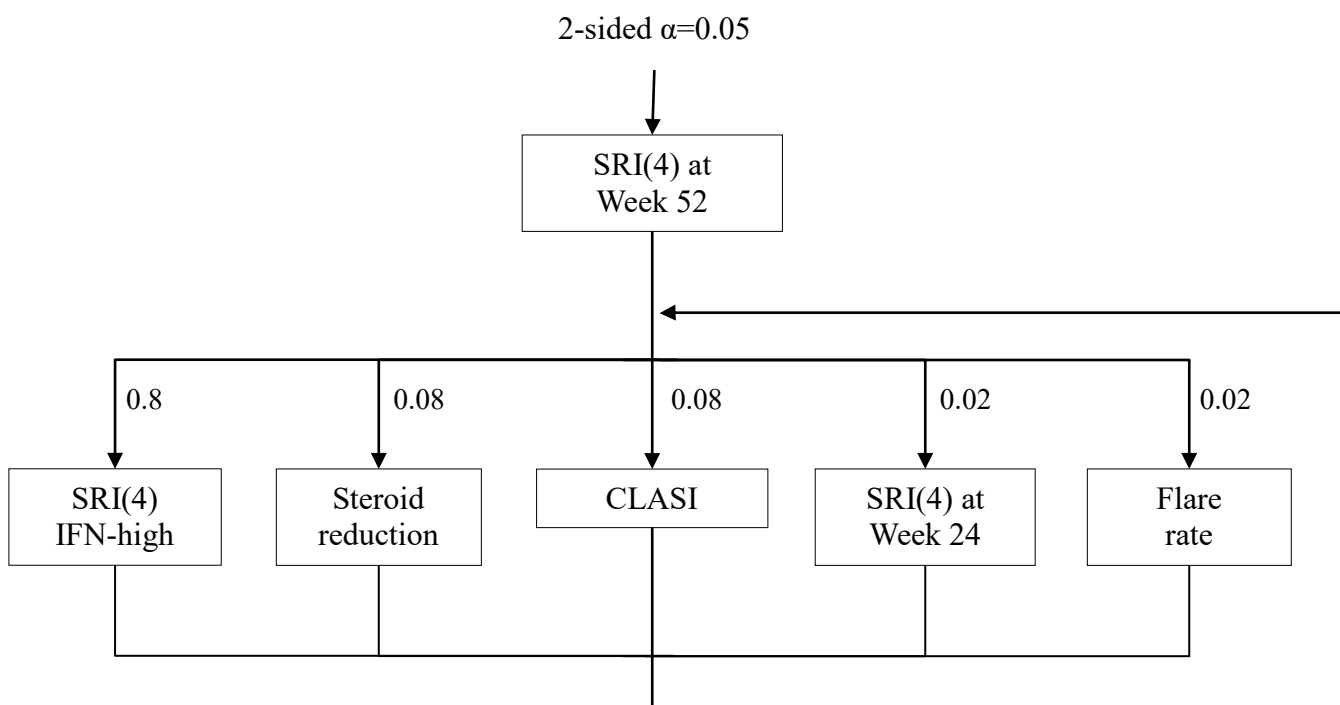 2-sided α=0.05
SRI(4) at
Week 52
0.8
0.08
0.08
0.02
0.02
SRI(4)
IFN-high
Steroid
reduction
CLASI
SRI(4) at
Week 24
Flare
rate